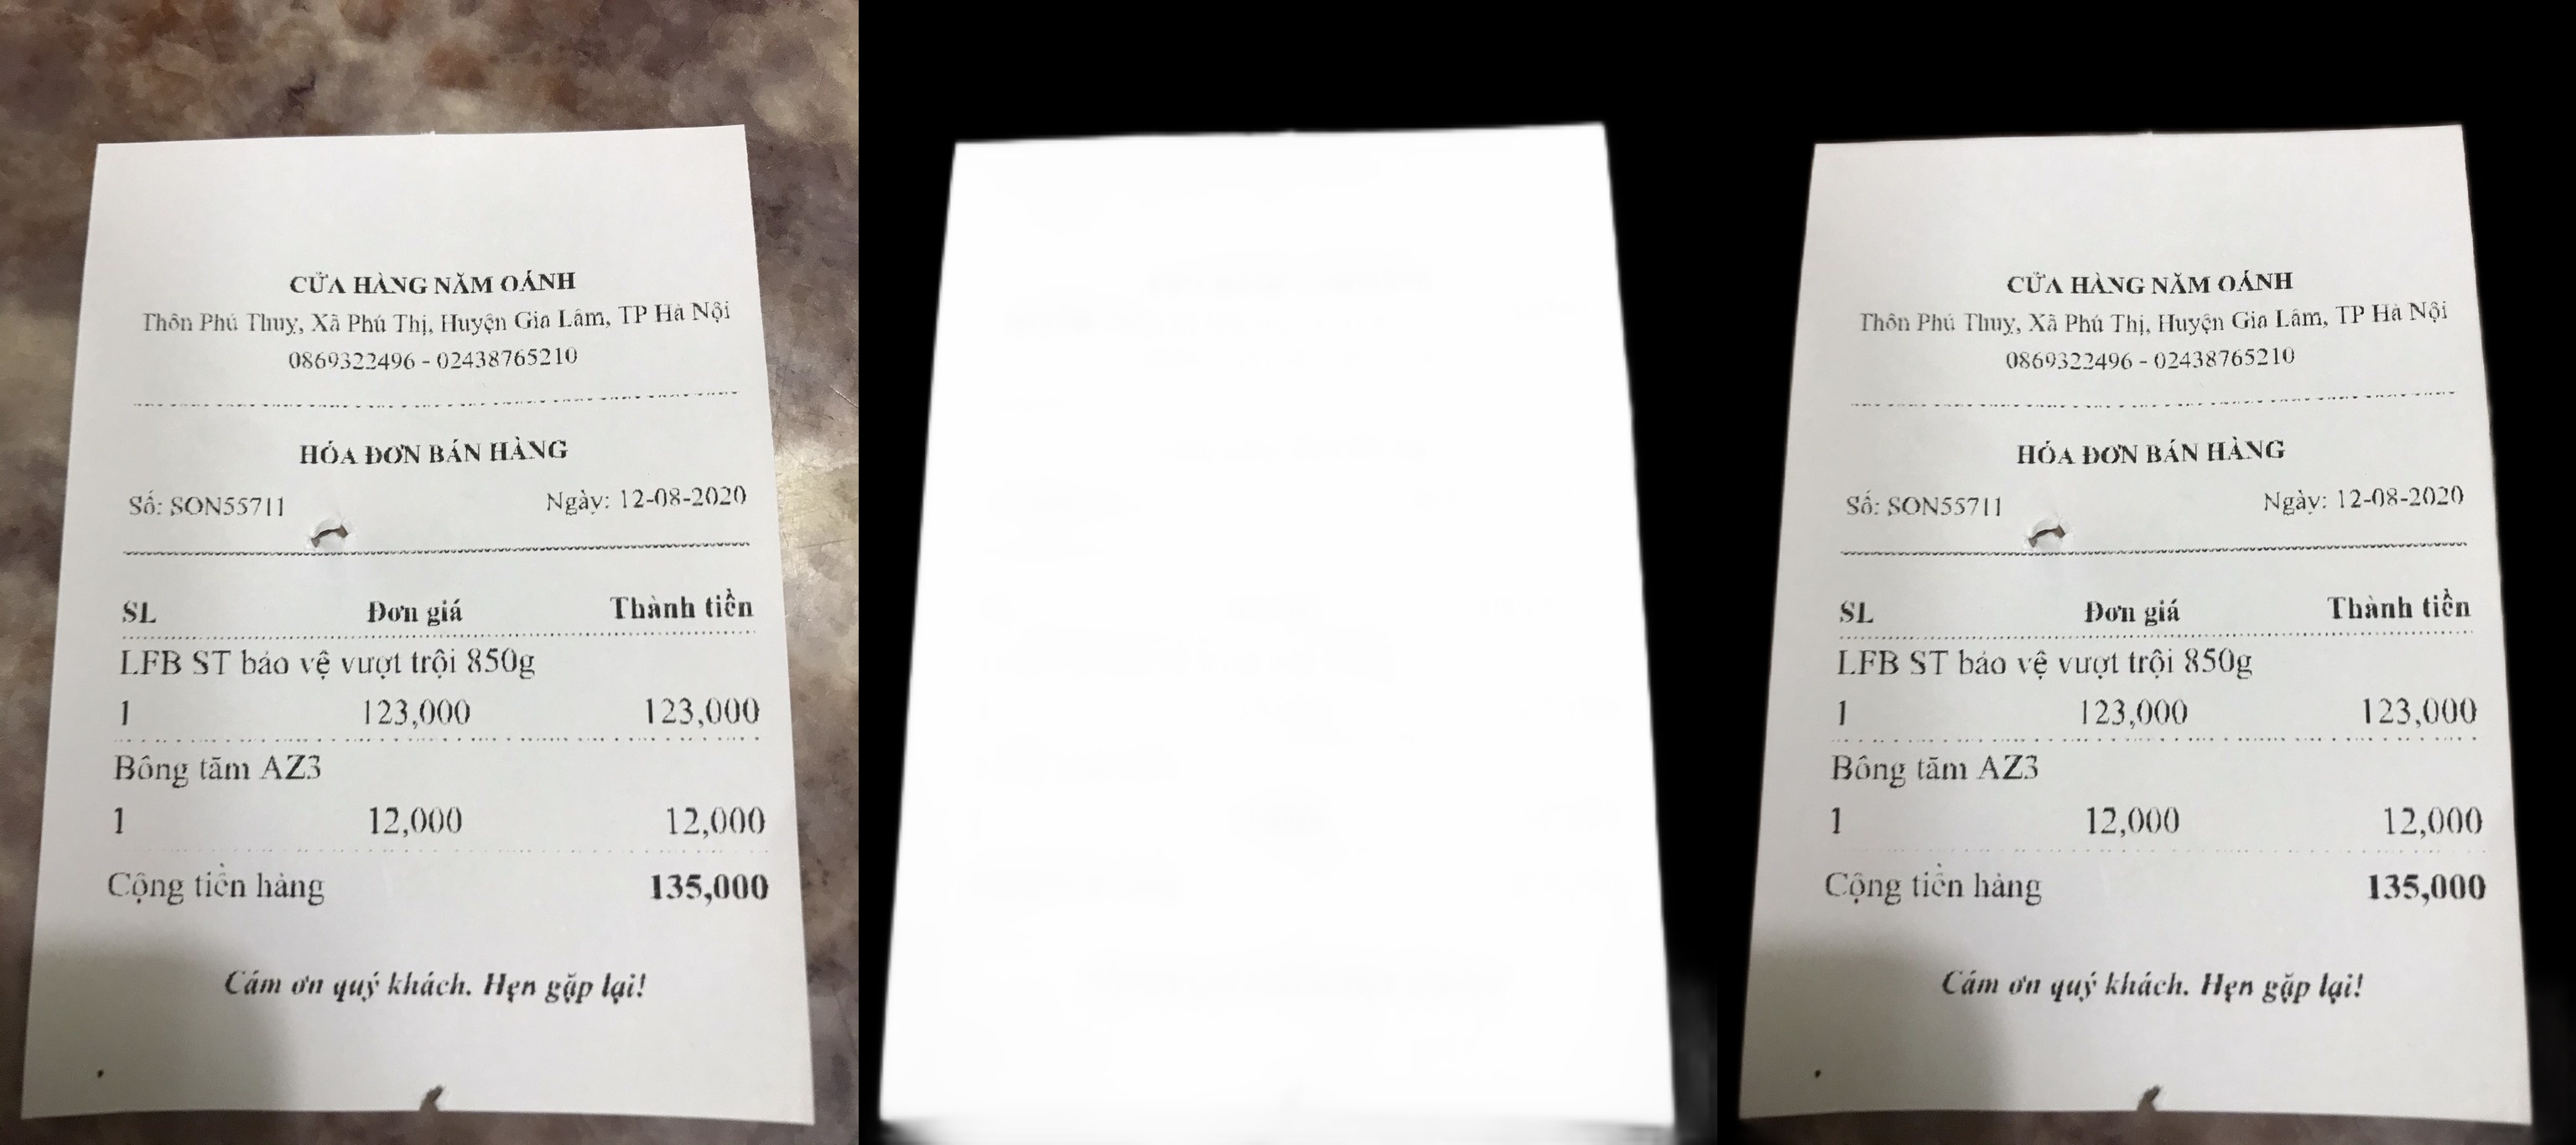 CỬA HÀNG NĂM OÁNH
Thôn Phú Thuỵ, Xã Phú Thị, Huyện Gia Lâm, TP Hà Nội
0869322496 - 02438765210
HÓA ĐƠN BÁN HÀNG
Số: SON55711 Ngày: 12-08-2020
SL Đơn giá Thành tiền
LFB ST bảo vệ vượt trội 850g
1 123,000 123,000
Bông tăm AZ3
1 12,000 12,000
Cộng tiền hàng 135,000
Cám ơn quý khách. Hẹn gặp lại!
CỬA HÀNG NĂM OÁNH
Thôn Phú Thuỵ, Xã Phú Thị, Huyện Gia Lâm, TP Hà Nội
0869322496 - 02438765210
HÓA ĐƠN BÁN HÀNG
Số: SON55711 Ngày: 12-08-2020
SL Đơn giá Thành tiền
LFB ST bảo vệ vượt trội 850g
1 123,000 123,000
Bông tăm AZ3
1 12,000 12,000
Cộng tiền hàng 135,000
Cám ơn quý khách. Hẹn gặp lại!